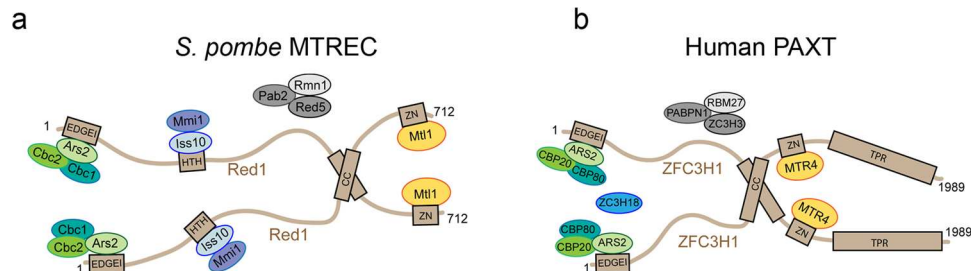 a
S. pombe MTREC
1
EDGEI
Ars2
Cbc2
Cbc1
Mmi1
Iss10
HTH
Red1
Pab2
Rmn1
Red5
CC
ZN
712
Mtl1
Mtl1
ZN
712
Cbc1
Cbc2
Ars2
1
EDGEI
HTH
Iss10
Mmi1
Red1
b
Human PAXT
1
EDGEI
ARS2
CBP20
CBP80
ZFC3H1
PABPN1
RBM27
ZC3H3
ZC3H18
CC
ZN
MTR4
TPR
1989
CBP80
CBP20
ARS2
1
EDGEI
ZFC3H1
MTR4
ZN
TPR
1989